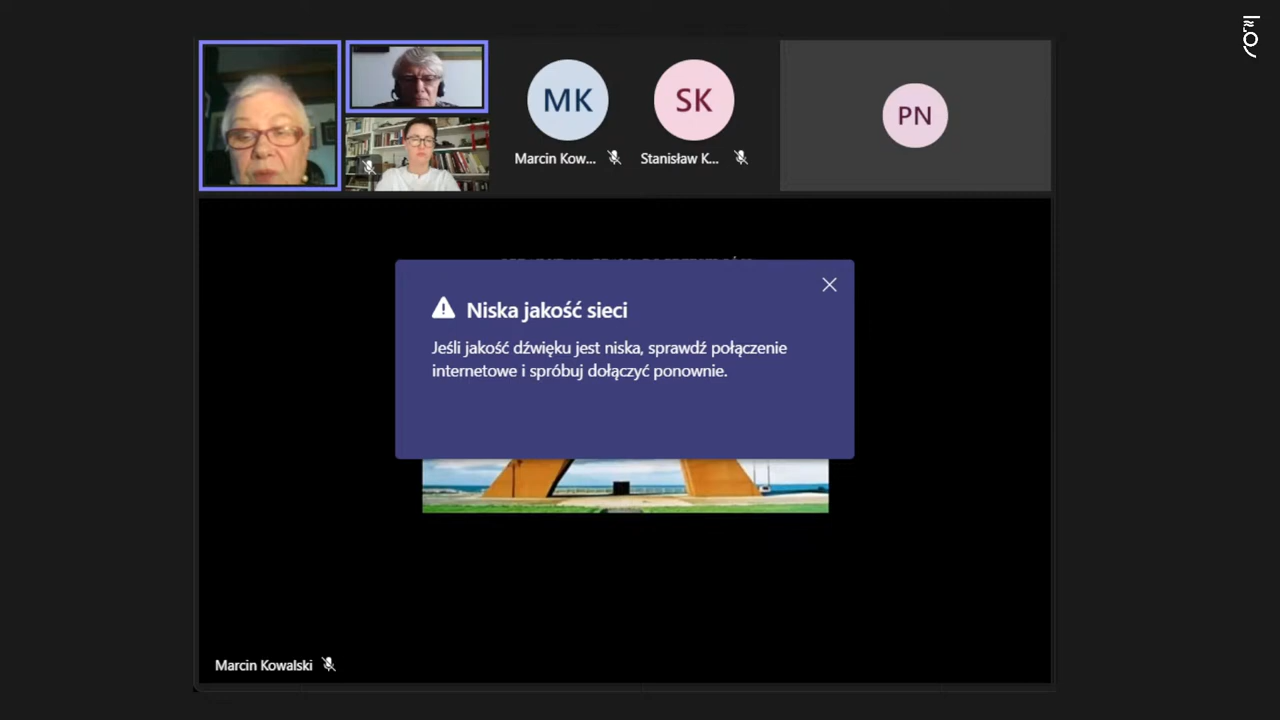 MK
SK
PN
Marcin Kow...
Stanisław K...
Niska jakość sieci
Jeśli jakość dźwięku jest niska, sprawdź połączenie
internetowe i spróbuj dołączyć ponownie.
Marcin Kowalski